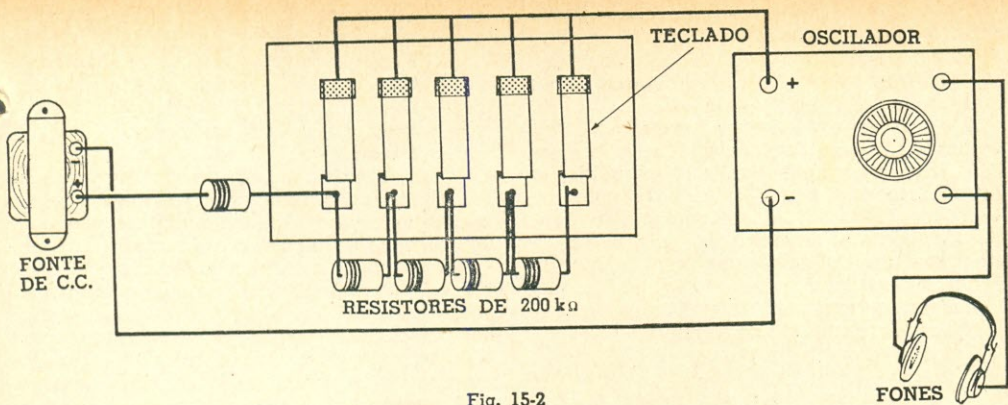 TECLADO
OSCILADOR
+
-
-
+
FONTE
DE C.C.
RESISTORES DE 200 kΩ
FONES
Fig. 15-2